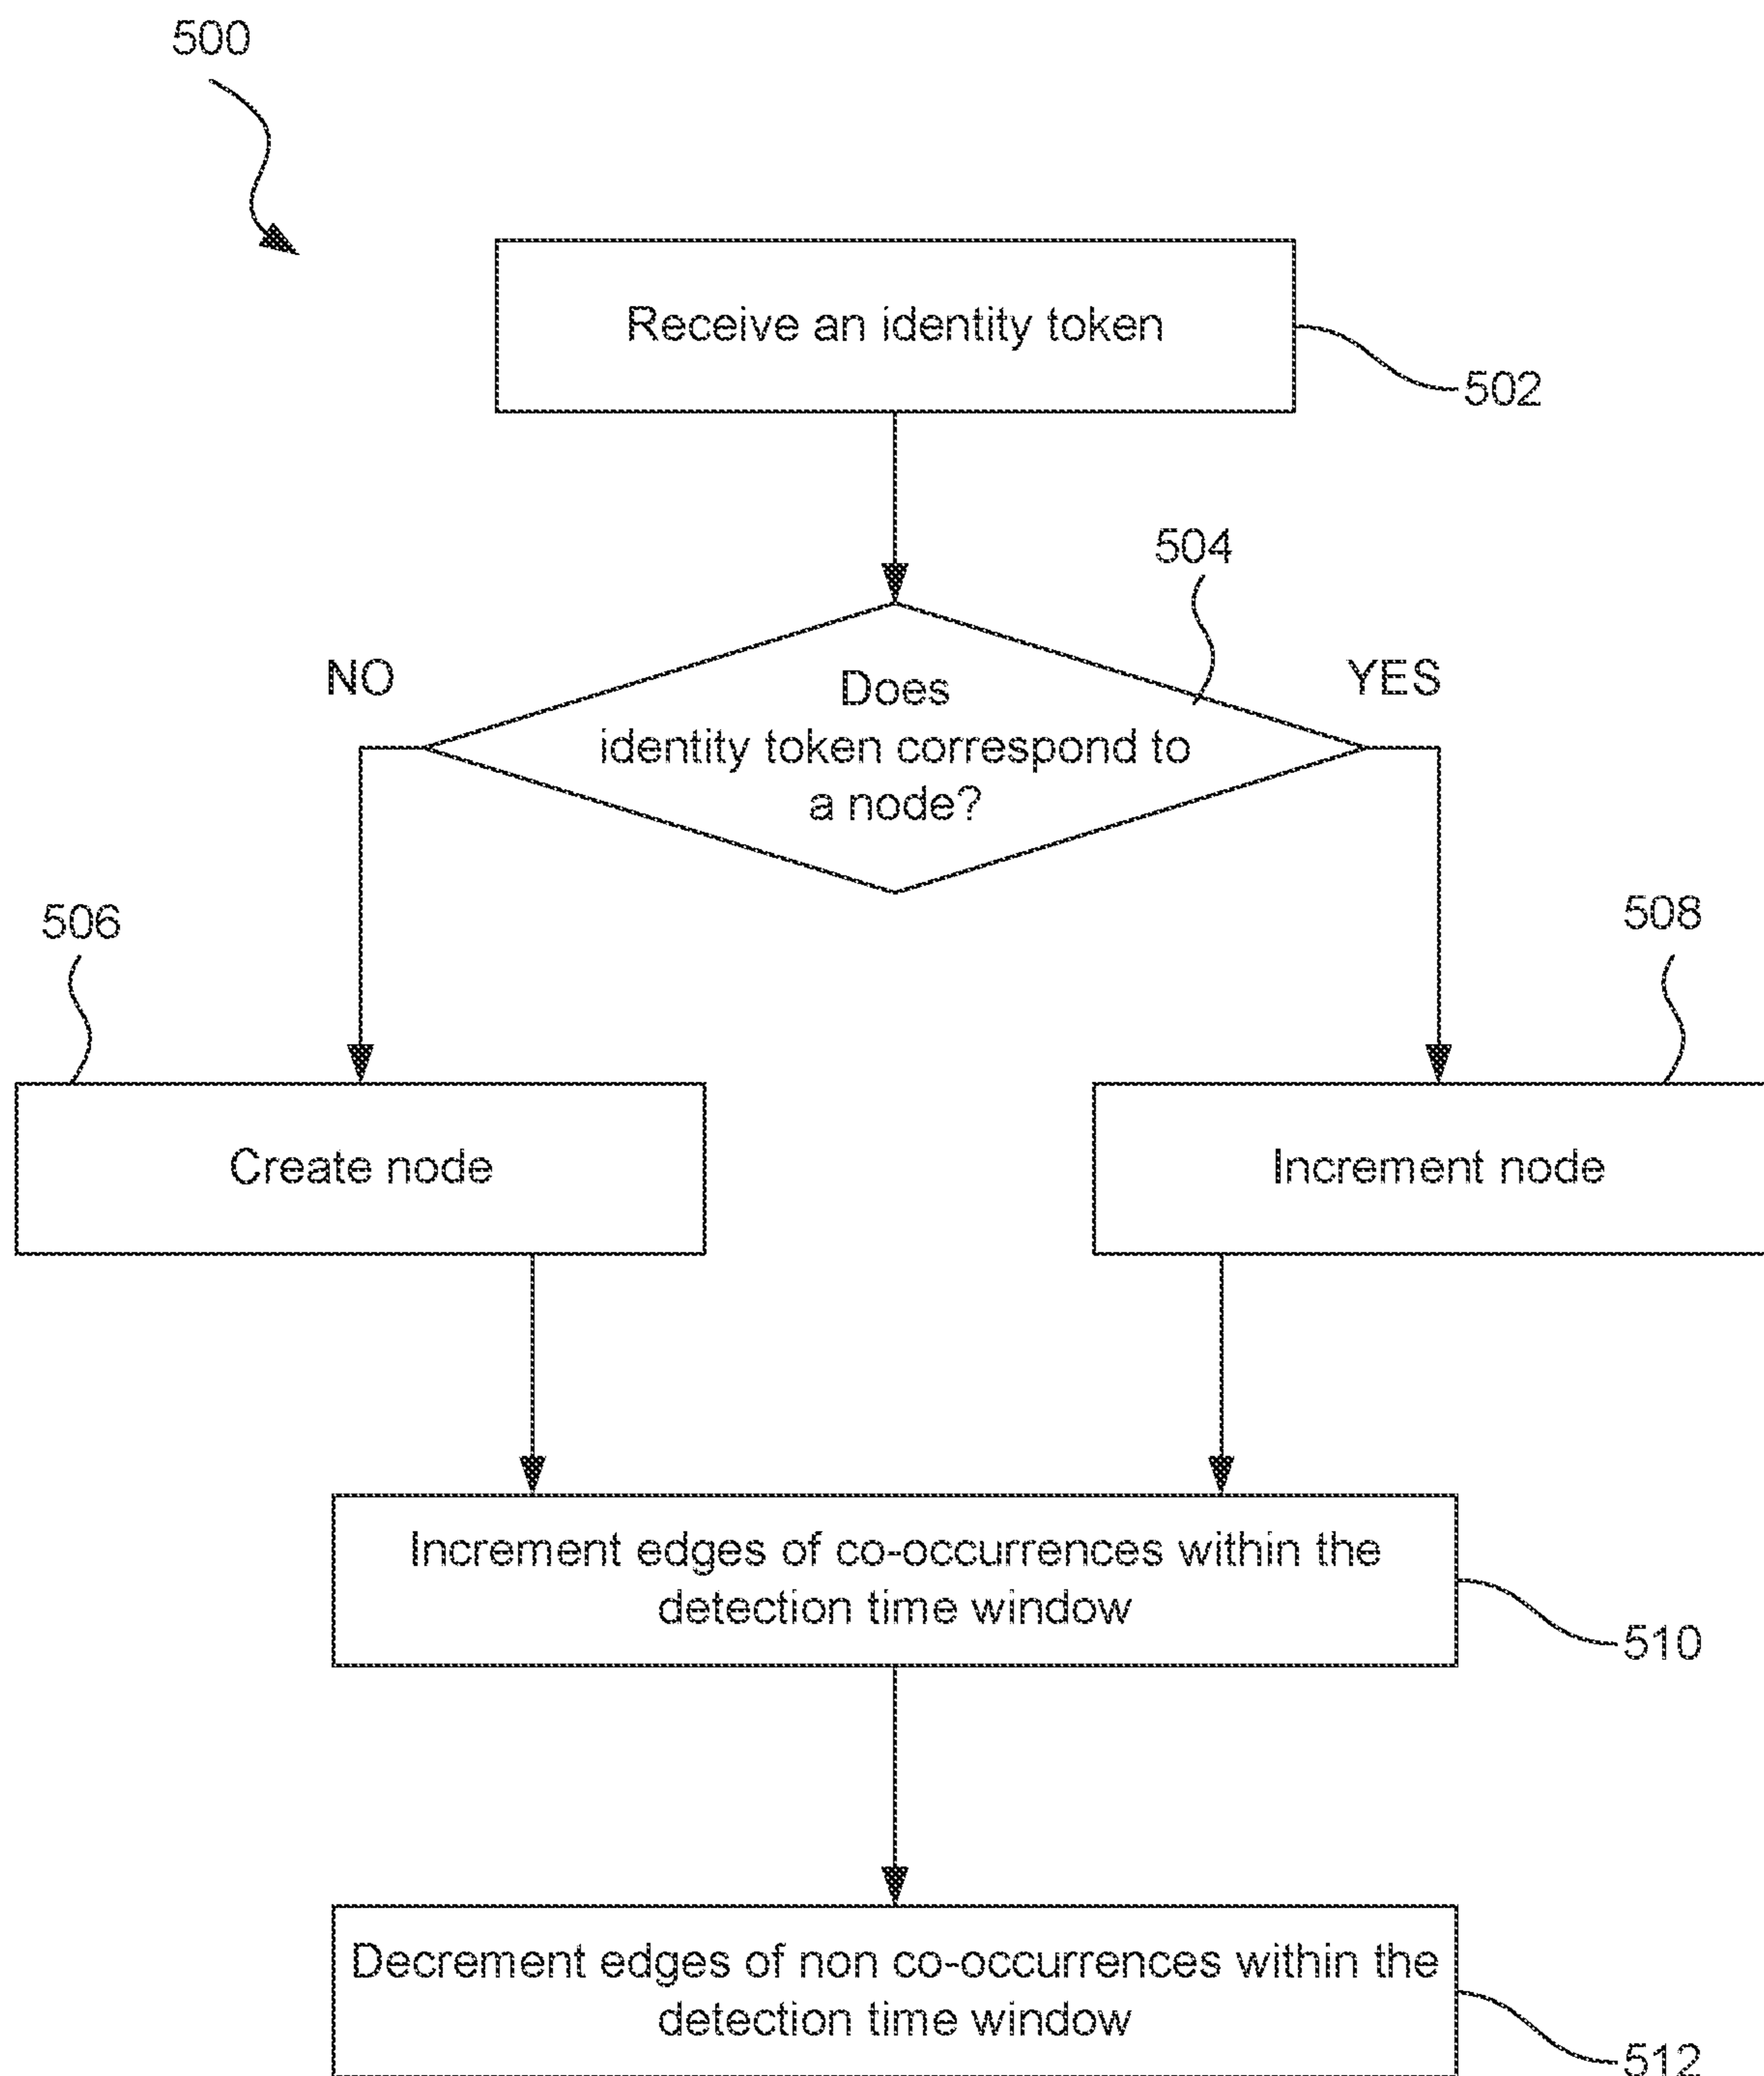 500
Receive an identity token
502
504
NO
YES
Does
identity token correspond to
a node?
506
508
Create node
Increment node
Increment edges of co-occurrences within the
detection time window
510
Decrement edges of non co-occurrences within the
detection time window
512